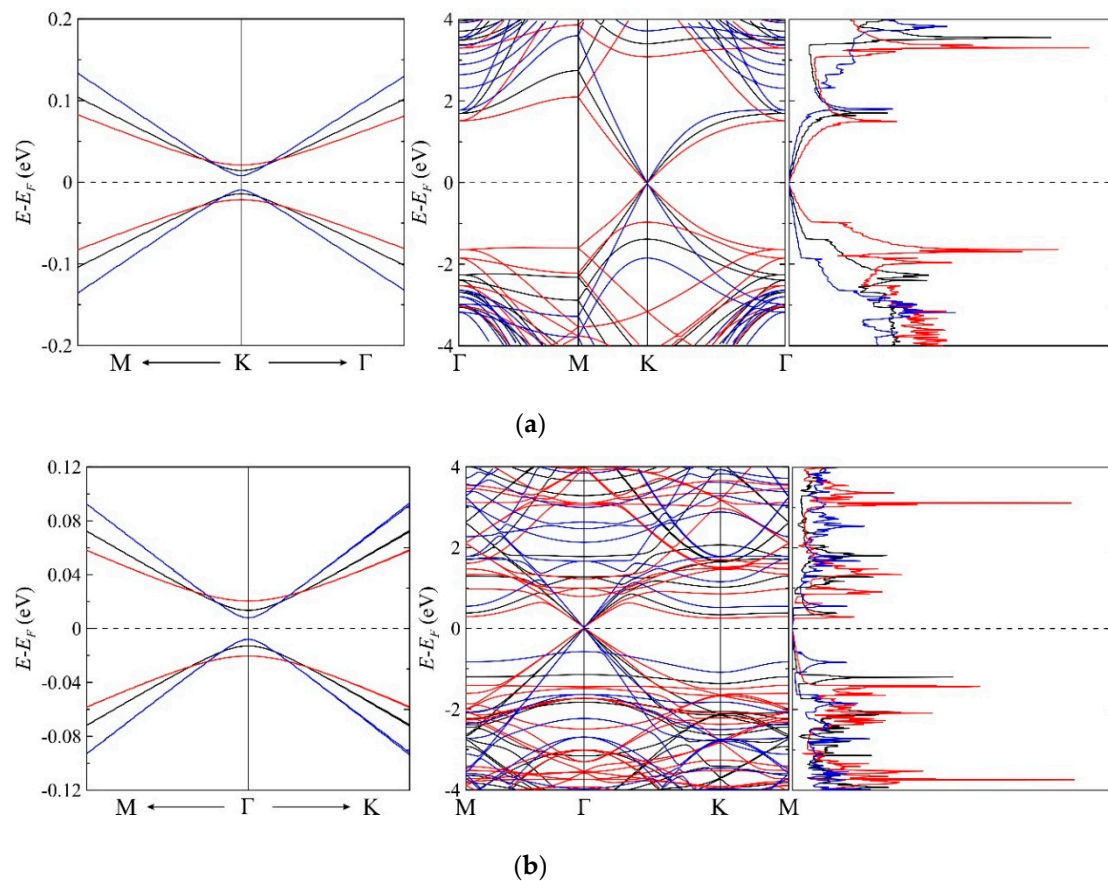 0.2
0.1
0
-0.1
-0.2
E-E_F (eV)
M ← K → Γ
4
2
0
-2
-4
E-E_F (eV)
Γ M K Γ
(a)
0.12
0.08
0.04
0
-0.04
-0.08
-0.12
E-E_F (eV)
M ← Γ → K
4
2
0
-2
-4
E-E_F (eV)
M Γ K M
(b)